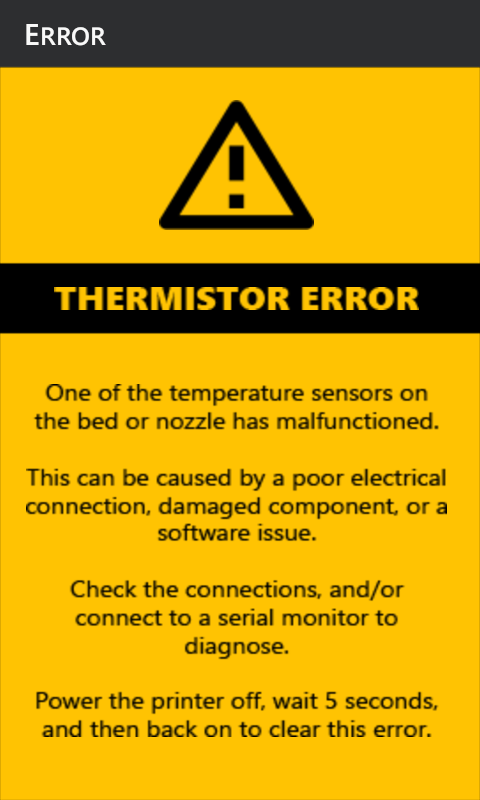 Error
THERMISTOR ERROR
One of the temperature sensors on
the bed or nozzle has malfunctioned.
This can be caused by a poor electrical
connection, damaged component, or a
software issue.
Check the connections, and/or
connect to a serial monitor to
diagnose.
Power the printer off, wait 5 seconds,
and then back on to clear this error.